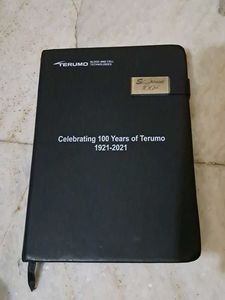 TERUMO
BLOOD AND CELL
TECHNOLOGIES
Celebrating 100 Years of Terumo
1921-2021